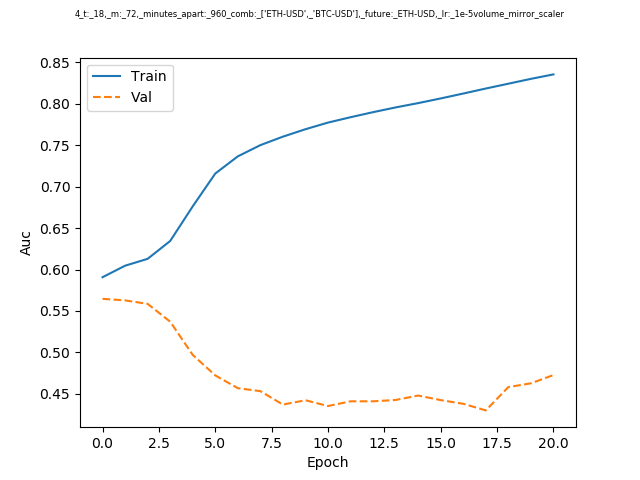 4_t:_18,_m:_72,_minutes_apart:_960_comb:_['ETH-USD',_'BTC-USD'],_future:_ETH-USD,_lr:_1e-5volume_mirror_scaler
Train
Val
0.85
0.80
0.75
0.70
0.65
0.60
0.55
0.50
0.45
Auc
0.0 2.5 5.0 7.5 10.0 12.5 15.0 17.5 20.0
Epoch